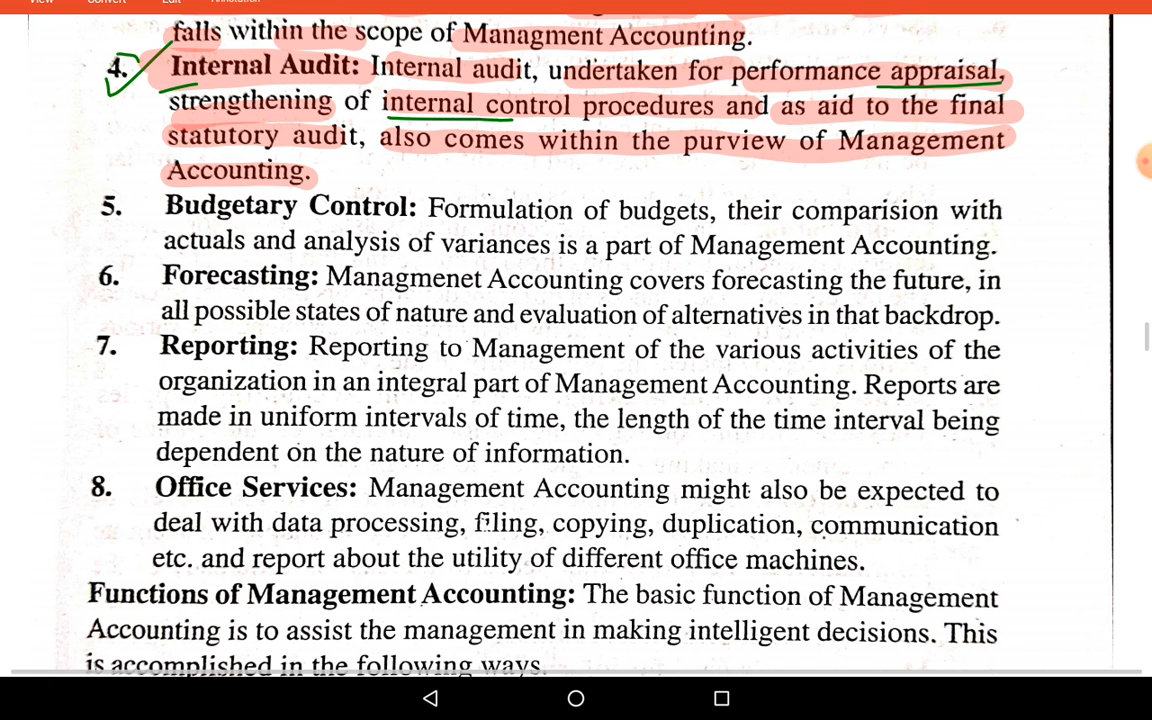 View Convert Edit Annotation
falls within the scope of Managment Accounting.
4. Internal Audit: Internal audit, undertaken for performance appraisal,
strengthening of internal control procedures and as aid to the final
statutory audit, also comes within the purview of Management
Accounting.
5. Budgetary Control: Formulation of budgets, their comparision with
actuals and analysis of variances is a part of Management Accounting.
6. Forecasting: Managmenet Accounting covers forecasting the future, in
all possible states of nature and evaluation of alternatives in that backdrop.
7. Reporting: Reporting to Management of the various activities of the
organization in an integral part of Management Accounting. Reports are
made in uniform intervals of time, the length of the time interval being
dependent on the nature of information.
8. Office Services: Management Accounting might also be expected to
deal with data processing, filing, copying, duplication, communication
etc. and report about the utility of different office machines.
Functions of Management Accounting: The basic function of Management
Accounting is to assist the management in making intelligent decisions. This
is accomplished in the following ways.